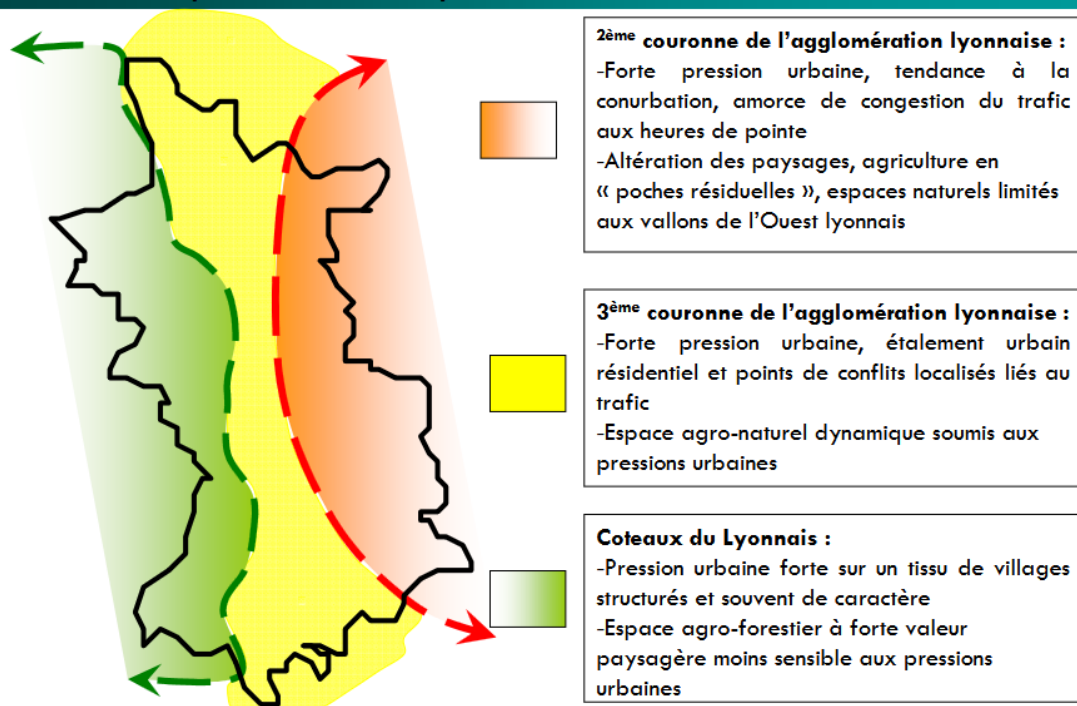 2ème couronne de l’agglomération lyonnaise :
-Forte pression urbaine, tendance à la
conurbation, amorce de congestion du trafic
aux heures de pointe
-Altération des paysages, agriculture en
« poches résiduelles », espaces naturels limités
aux vallons de l’Ouest lyonnais
3ème couronne de l’agglomération lyonnaise :
-Forte pression urbaine, étalement urbain
résidentiel et points de conflits localisés liés au
trafic
-Espace agro-naturel dynamique soumis aux
pressions urbaines
Coteaux du Lyonnais :
-Pression urbaine forte sur un tissu de villages
structurés et souvent de caractère
-Espace agro-forestier à forte valeur
paysagère moins sensible aux pressions
urbaines